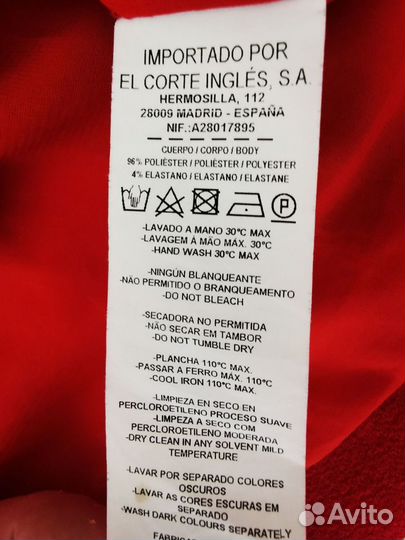 IMPORTADO POR
EL CORTE INGLÉS, S.A.
HERMOSILLA, 112
28009 MADRID - ESPAÑA
NIF.:A28017895
CUERPO / CORPO / BODY
96% POLIÉSTER / POLIÉSTER / POLYESTER
4% ELASTANO / ELASTANO / ELASTANE
P
-LAVADO A MANO 30°C MAX
-LAVAGEM À MÃO MÁX. 30°C
-HAND WASH 30°C MAX
-NINGÚN BLANQUEANTE
-NÃO PERMITIDO O BRANQUEAMENTO
-DO NOT BLEACH
-SECADORA NO PERMITIDA
-NÃO SECAR EM TAMBOR
-DO NOT TUMBLE DRY
-PLANCHA 110°C MAX
-PASSAR A FERRO MÁX. 110°C
-COOL IRON 110°C MAX
-LIMPIEZA EN SECO EN
PERCLOROETILENO PROCESO SUAVE
-LIMPEZA A SECO COM
PERCLOROETILENO MODERADA
-DRY CLEAN IN ANY SOLVENT MILD
TEMPERATURE
-LAVAR POR SEPARADO COLORES
OSCUROS
-LAVAR AS CORES ESCURAS EM
SEPARADO
-WASH DARK COLOURS SEPARATELY
Avito